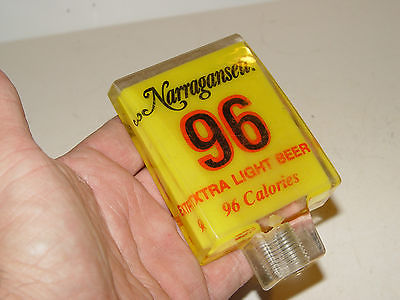 Narragansett
96
EXTRA LIGHT BEER
96 Calories